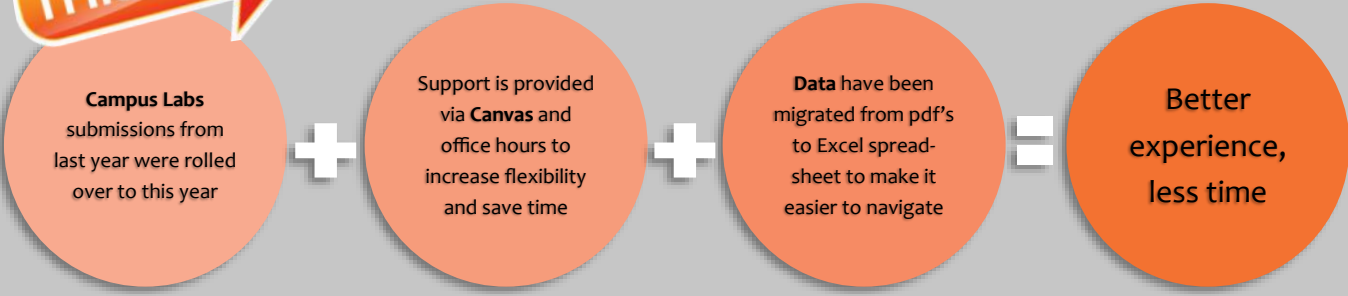 Campus Labs
submissions from
last year were rolled
over to this year
Support is provided
via Canvas and
office hours to
increase flexibility
and save time
Data have been
migrated from pdf's
to Excel spread-
sheet to make it
easier to navigate
Better
experience,
less time